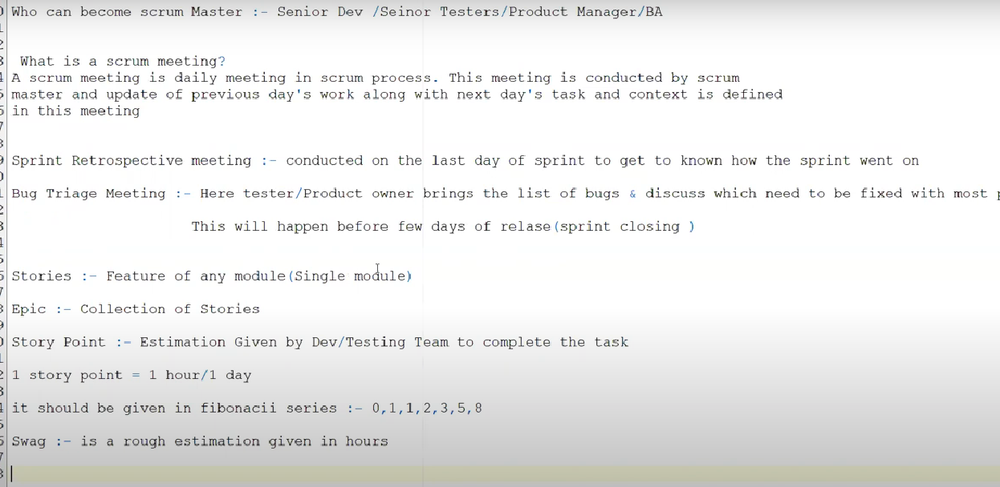 Who can become scrum Master :- Senior Dev /Seinor Testers/Product Manager/BA
What is a scrum meeting?
A scrum meeting is daily meeting in scrum process. This meeting is conducted by scrum
master and update of previous day's work along with next day's task and context is defined
in this meeting
Sprint Retrospective meeting :- conducted on the last day of sprint to get to known how the sprint went on
Bug Triage Meeting :- Here tester/Product owner brings the list of bugs & discuss which need to be fixed with most
This will happen before few days of relase(sprint closing )
Stories :- Feature of any module(Single module)
Epic :- Collection of Stories
Story Point :- Estimation Given by Dev/Testing Team to complete the task
1 story point = 1 hour/1 day
it should be given in fibonacii series :- 0,1,1,2,3,5,8
Swag :- is a rough estimation given in hours